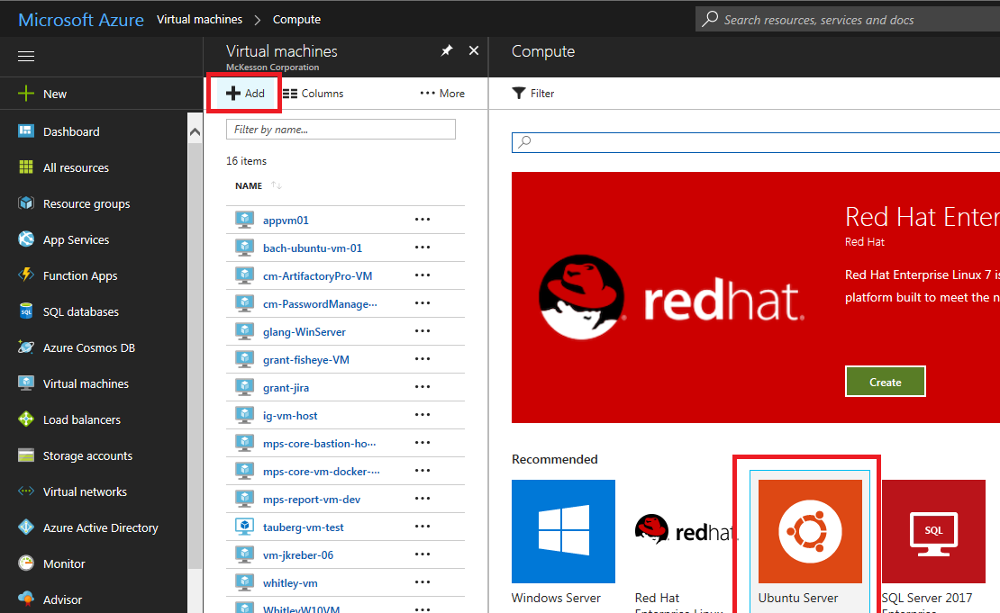 Microsoft Azure Virtual machines > Compute
Search resources, services and docs
New
Dashboard
All resources
Resource groups
App Services
Function Apps
SQL databases
Azure Cosmos DB
Virtual machines
Load balancers
Storage accounts
Virtual networks
Azure Active Directory
Monitor
Advisor
Virtual machines
McKesson Corporation
Add Columns ··· More
Filter by name...
16 items
NAME
appvm01
bach-ubuntu-vm-01
cm-ArtifactoryPro-VM
cm-PasswordManage···
glang-WinServer
grant-fisheye-VM
grant-jira
ig-vm-host
mps-core-bastion-ho···
mps-core-vm-docker-···
mps-report-vm-dev
tauberg-vm-test
vm-jkreber-06
whitley-vm
WhitleyW10VM
Compute
Filter
redhat.
Red Hat Enter
Red Hat
Red Hat Enterprise Linux 7 is
platform built to meet the n
Create
Recommended
redhat
SQL
Windows Server
Red Hat
Enterprise Linux
Ubuntu Server
SQL Server 2017
Enterprise